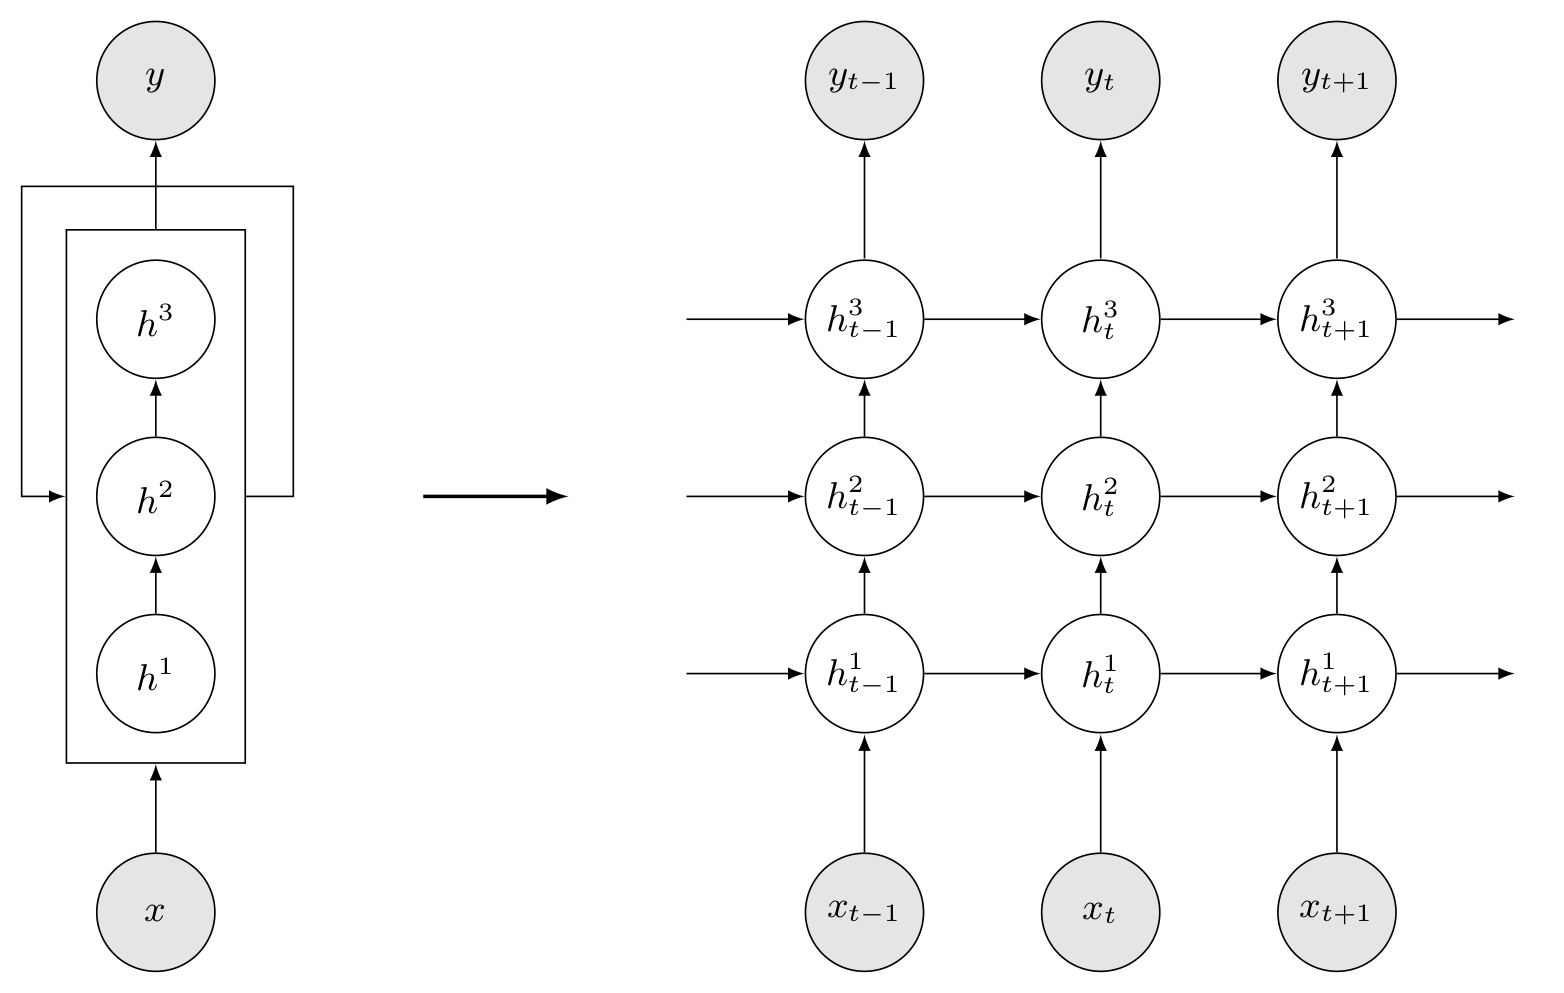 y y_{t-1} y_t y_{t+1}
h^3 h^3_{t-1} h^3_t h^3_{t+1}
h^2 h^2_{t-1} h^2_t h^2_{t+1}
h^1 h^1_{t-1} h^1_t h^1_{t+1}
x x_{t-1} x_t x_{t+1}